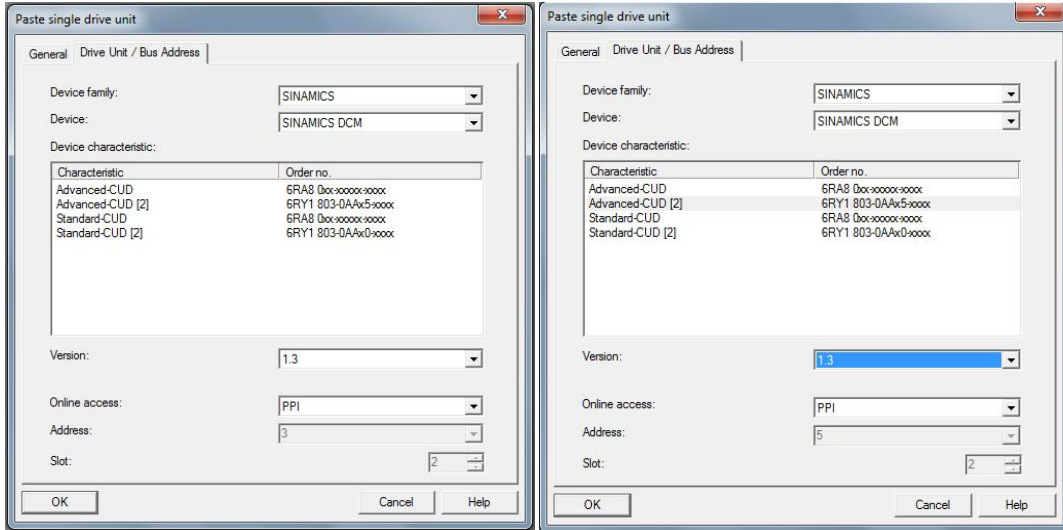 Paste single drive unit
General Drive Unit / Bus Address
Device family: SINAMICS
Device: SINAMICS DCM
Device characteristic:
Characteristic Order no.
Advanced-CUD 6RA8 0xx-xxxxx-xxxx
Advanced-CUD [2] 6RY1 803-0AAx5-xxxx
Standard-CUD 6RA8 0xx-xxxxx-xxxx
Standard-CUD [2] 6RY1 803-0AAx0-xxxx
Version: 1.3
Online access: PPI
Address: 3
Slot: 2
OK Cancel Help
Paste single drive unit
General Drive Unit / Bus Address
Device family: SINAMICS
Device: SINAMICS DCM
Device characteristic:
Characteristic Order no.
Advanced-CUD 6RA8 0xx-xxxxx-xxxx
Advanced-CUD [2] 6RY1 803-0AAx5-xxxx
Standard-CUD 6RA8 0xx-xxxxx-xxxx
Standard-CUD [2] 6RY1 803-0AAx0-xxxx
Version: 1.3
Online access: PPI
Address: 5
Slot: 2
OK Cancel Help